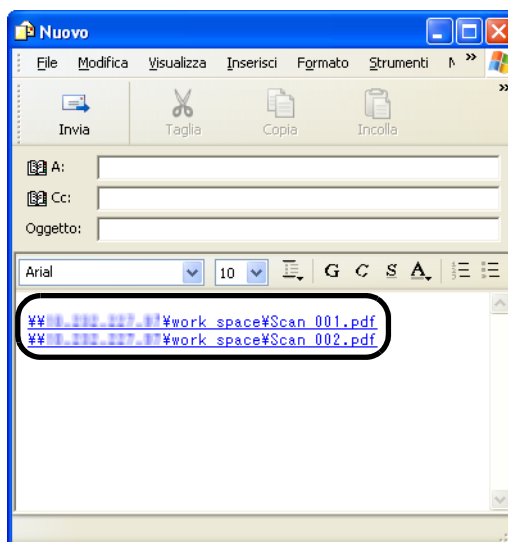 Nuovo
File Modifica Visualizza Inserisci Formato Strumenti »
»
Invia Taglia Copia Incolla
A:
Cc:
Oggetto:
Arial 10 G C S A
¥¥ ¥work space¥Scan 001.pdf
¥¥ ¥work space¥Scan 002.pdf